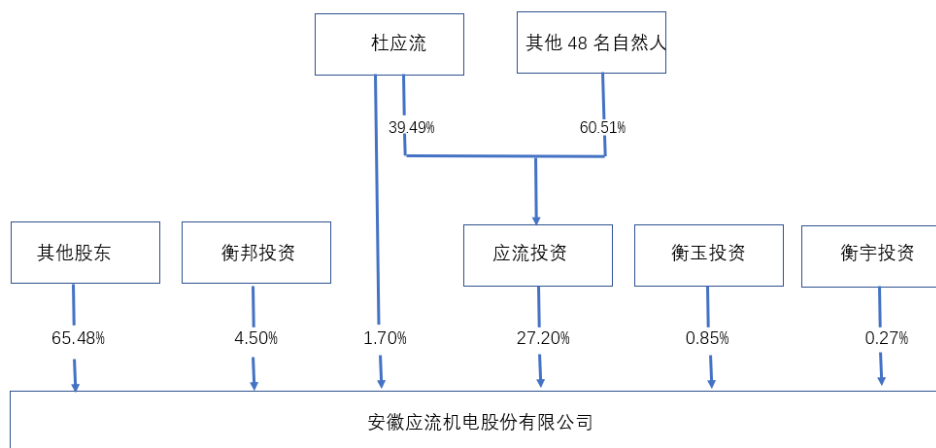 杜应流
其他 48 名自然人
39.49%
60.51%
其他股东
衡邦投资
应流投资
衡玉投资
衡宇投资
65.48%
4.50%
1.70%
27.20%
0.85%
0.27%
安徽应流机电股份有限公司